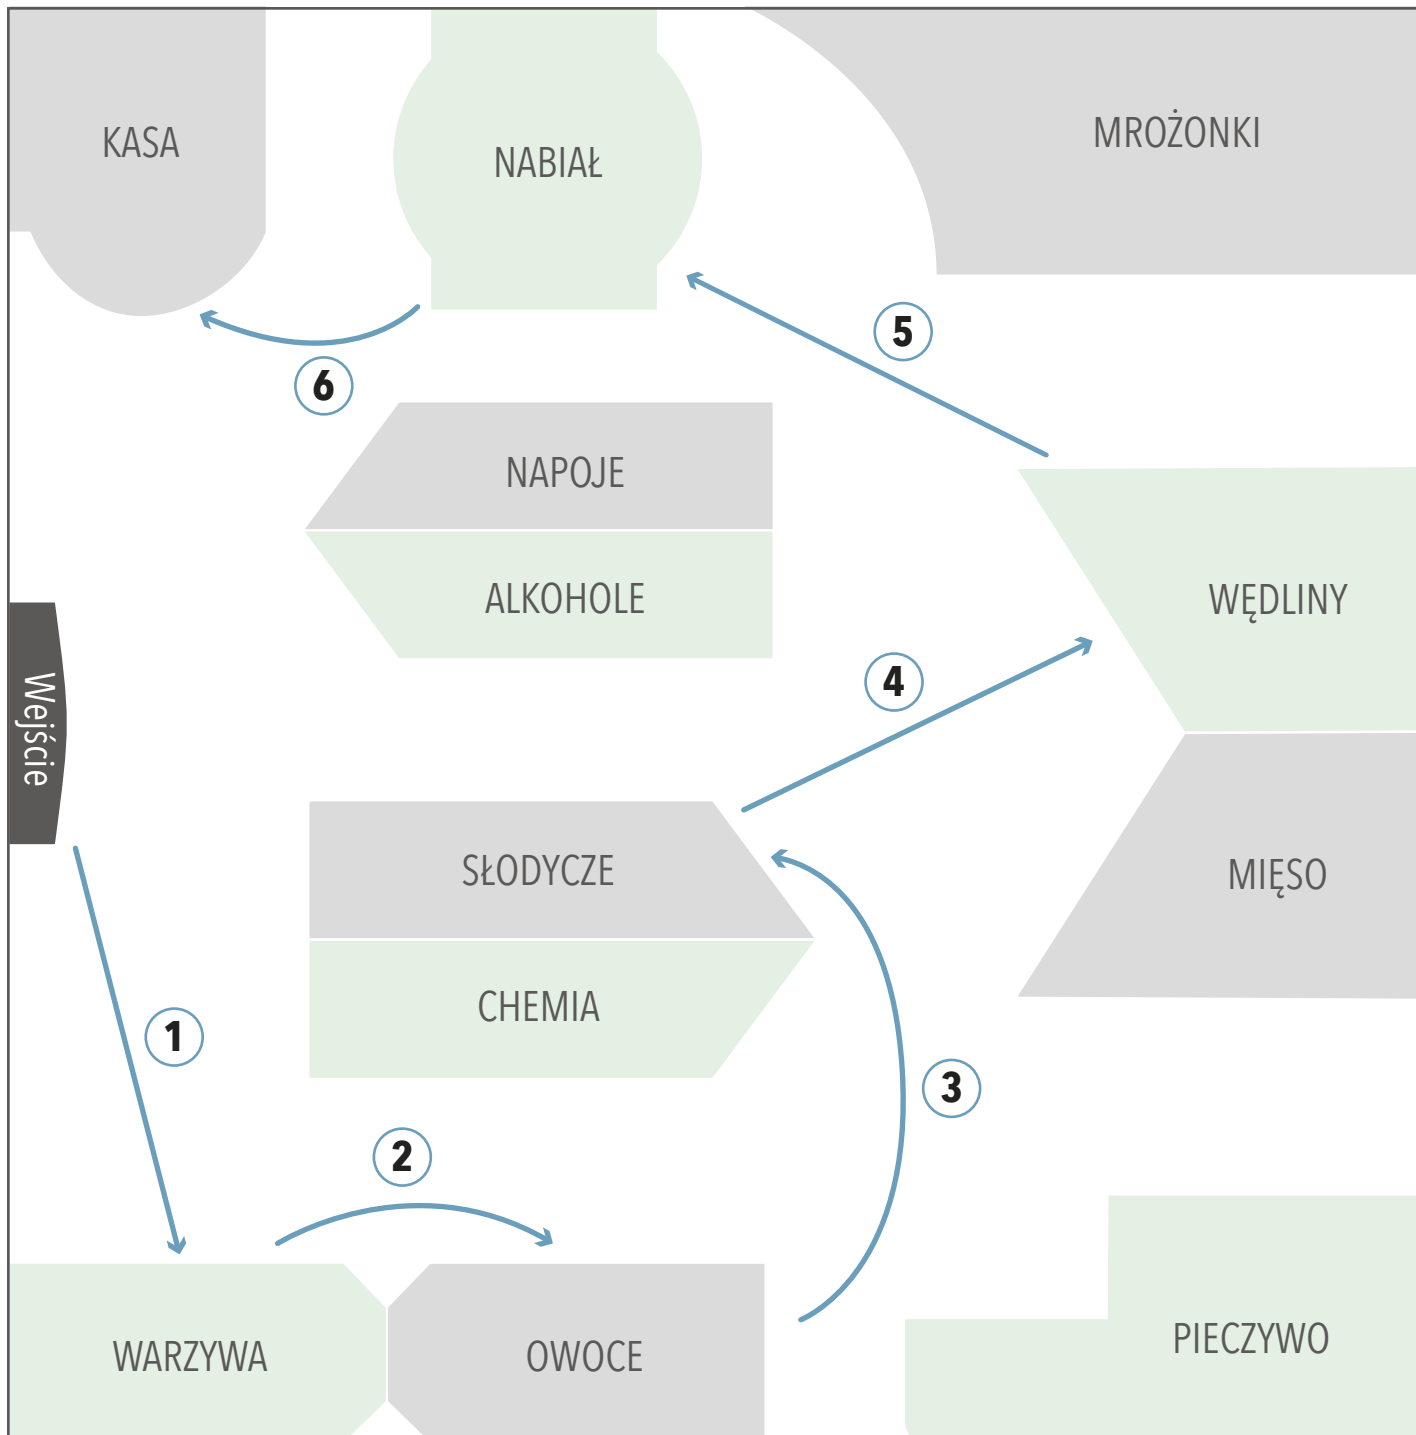 KASA
NABIAŁ
MROŻONKI
5
6
NAPOJE
ALKOHOLE
WĘDLINY
Wejście
4
SŁODYCZE
MIĘSO
CHEMIA
1
3
2
WARZYWA
OWOCE
PIECZYWO